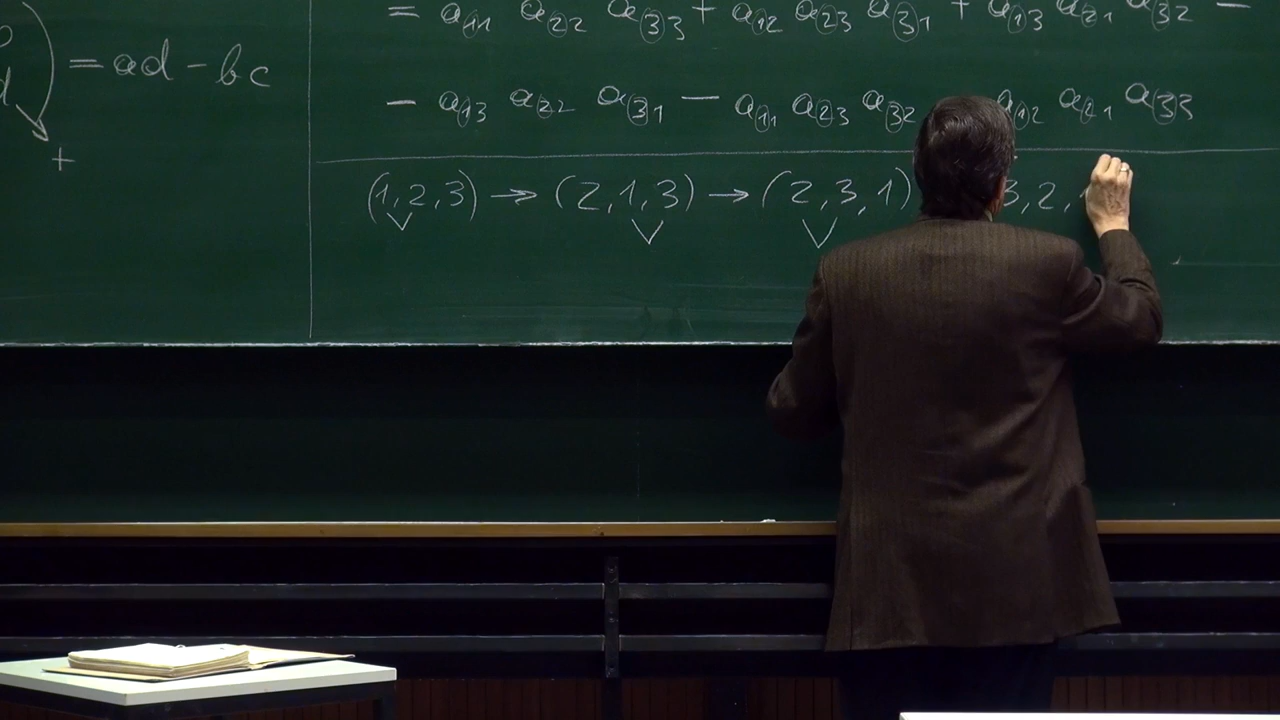 = ad - bc
+
= a₁₁ a₂₂ a₃₃ + a₁₂ a₂₃ a₃₁ + a₁₃ a₂₁ a₃₂ -
- a₁₃ a₂₂ a₃₁ - a₁₁ a₂₃ a₃₂ a₁₂ a₂₁ a₃₃
(1,2,3) → (2,1,3) → (2,3,1) 3,2,